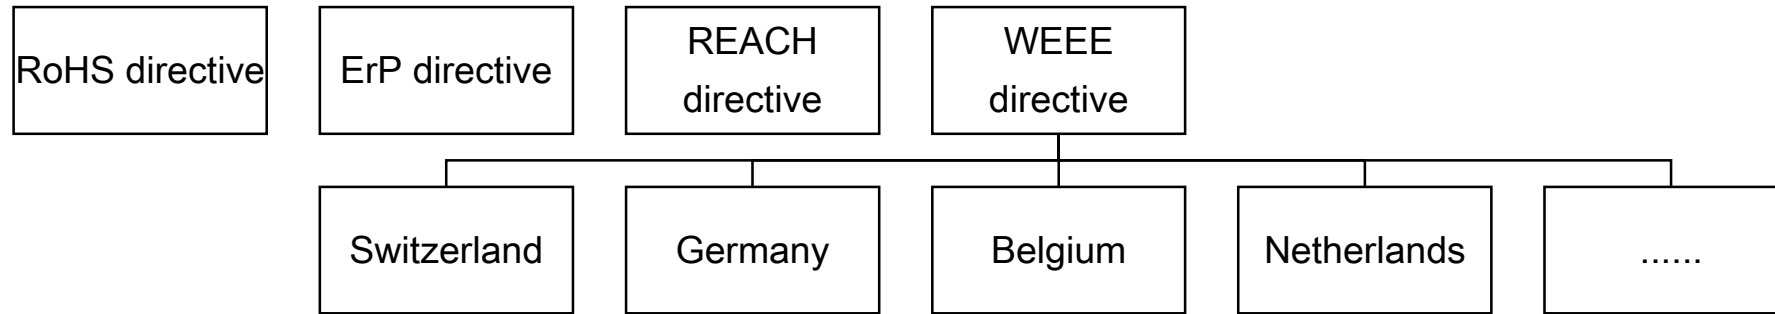 RoHS directive
ErP directive
REACH
directive
WEEE
directive
Switzerland
Germany
Belgium
Netherlands
......